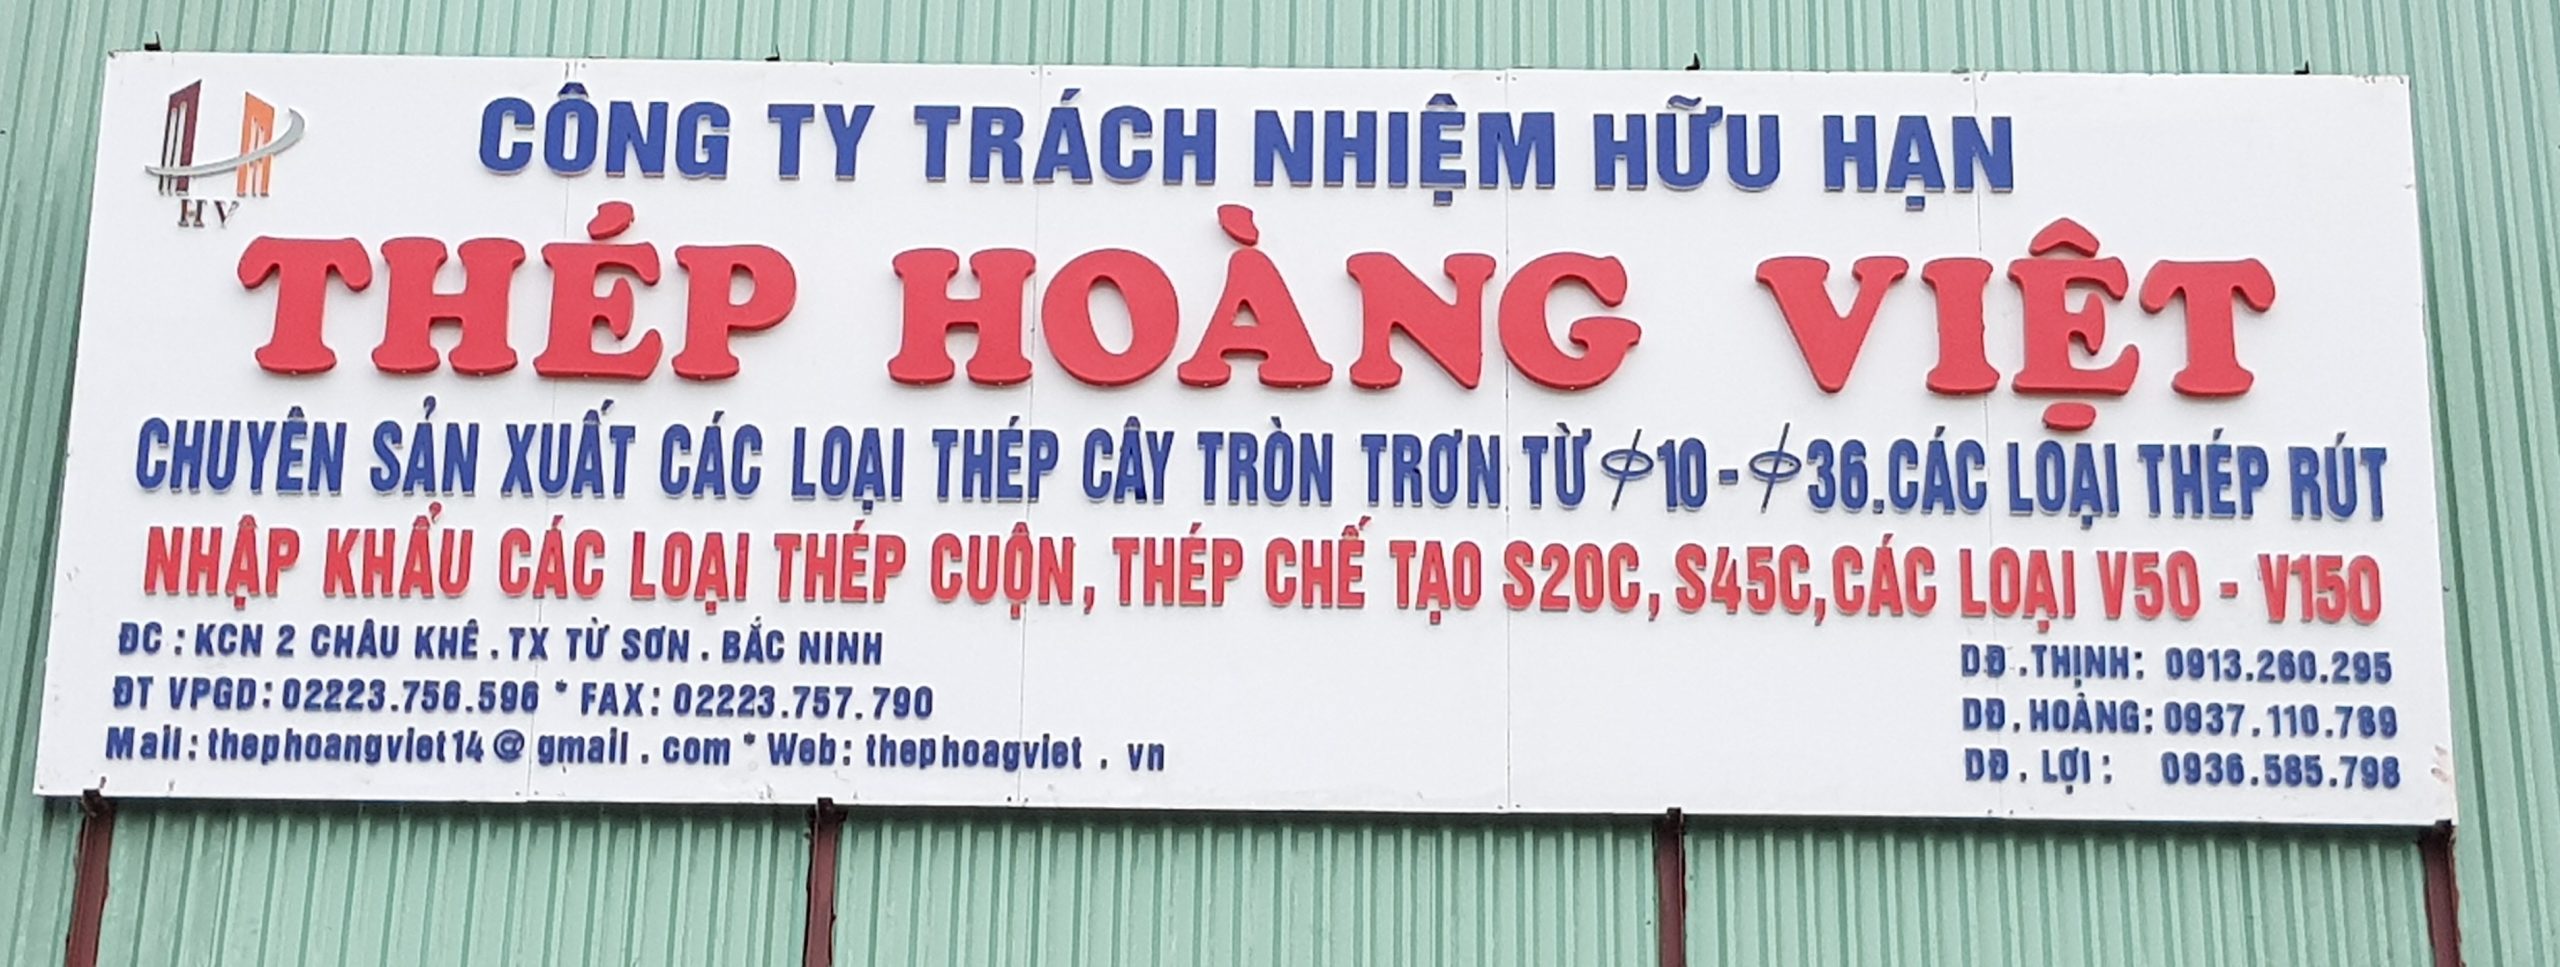 HV
CÔNG TY TRÁCH NHIỆM HỮU HẠN
THÉP HOÀNG VIỆT
CHUYÊN SẢN XUẤT CÁC LOẠI THÉP CÂY TRÒN TRƠN TỪ ϕ10 - ϕ36.CÁC LOẠI THÉP RÚT
NHẬP KHẨU CÁC LOẠI THÉP CUỘN, THÉP CHẾ TẠO S20C, S45C,CÁC LOẠI V50 - V150
ĐC : KCN 2 CHÂU KHÊ . TX TỪ SƠN . BẮC NINH
ĐT VPGD: 02223.756.596 * FAX: 02223.757.790
Mail: thephoangviet14@gmail . com * Web: thephoagviet . vn
DĐ .THỊNH: 0913.260.295
DĐ. HOÀNG: 0937.110.789
DĐ . LỢI : 0936.585.798